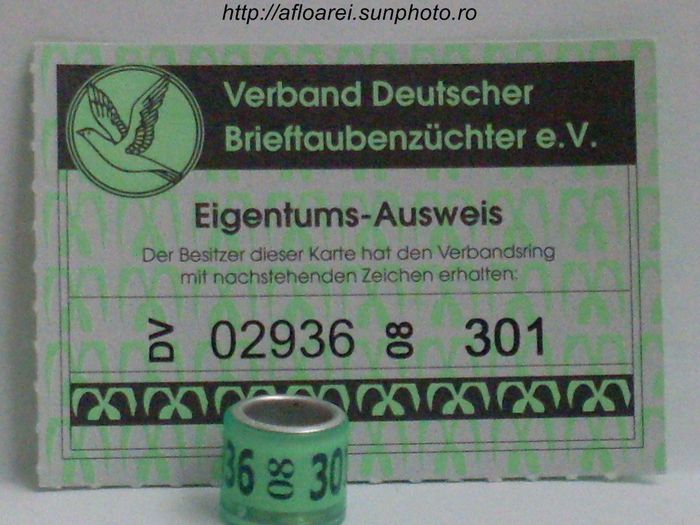 http://afloarei.sunphoto.ro
Verband Deutscher
Brieftaubenzüchter e.V.
Eigentums-Ausweis
Der Besitzer dieser Karte hat den Verbandsring
mit nachstehenden Zeichen erhalten:
DV 02936 08 301
36 08 30